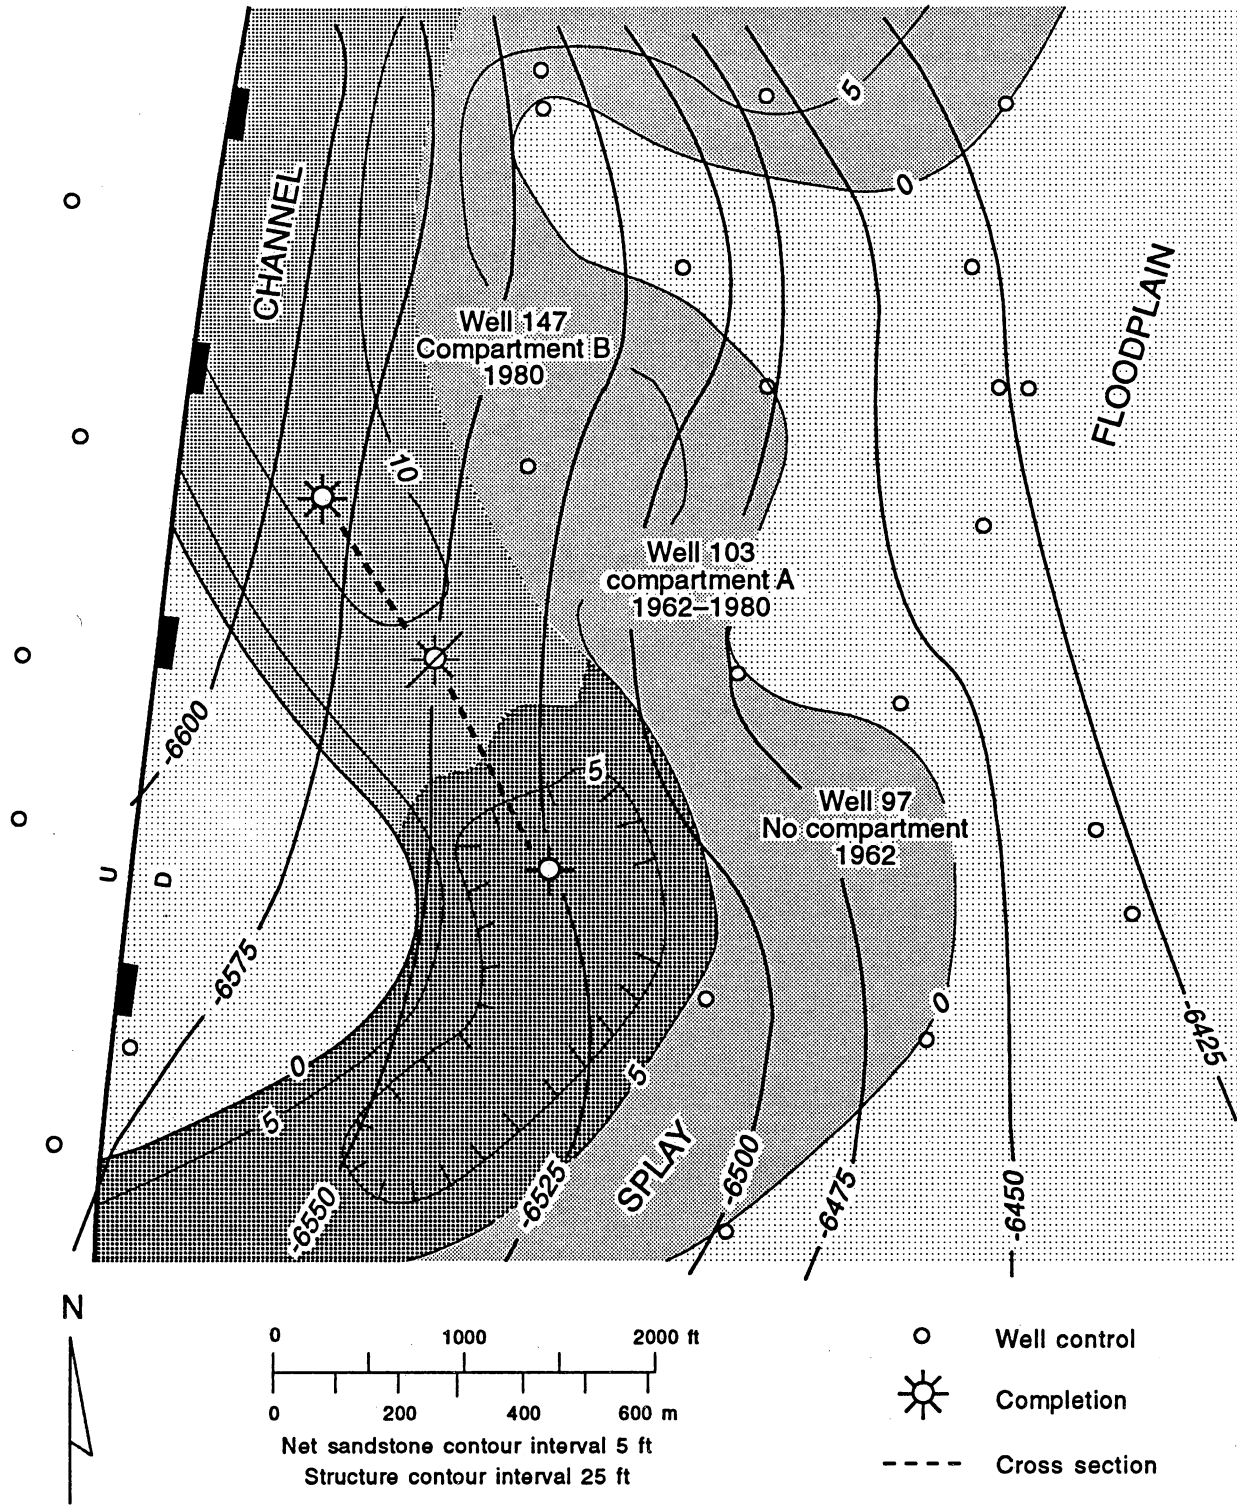 5
0
CHANNEL
FLOODPLAIN
Well 147
Compartment B
1980
10
Well 103
compartment A
1962–1980
-6600
5
Well 97
No compartment
1962
U
D
-6575
0
-6425
0
5
5
SPLAY
-6550
-6525
-6500
-6475
-6450
N
0 1000 2000 ft
0 200 400 600 m
Net sandstone contour interval 5 ft
Structure contour interval 25 ft
Well control
Completion
Cross section